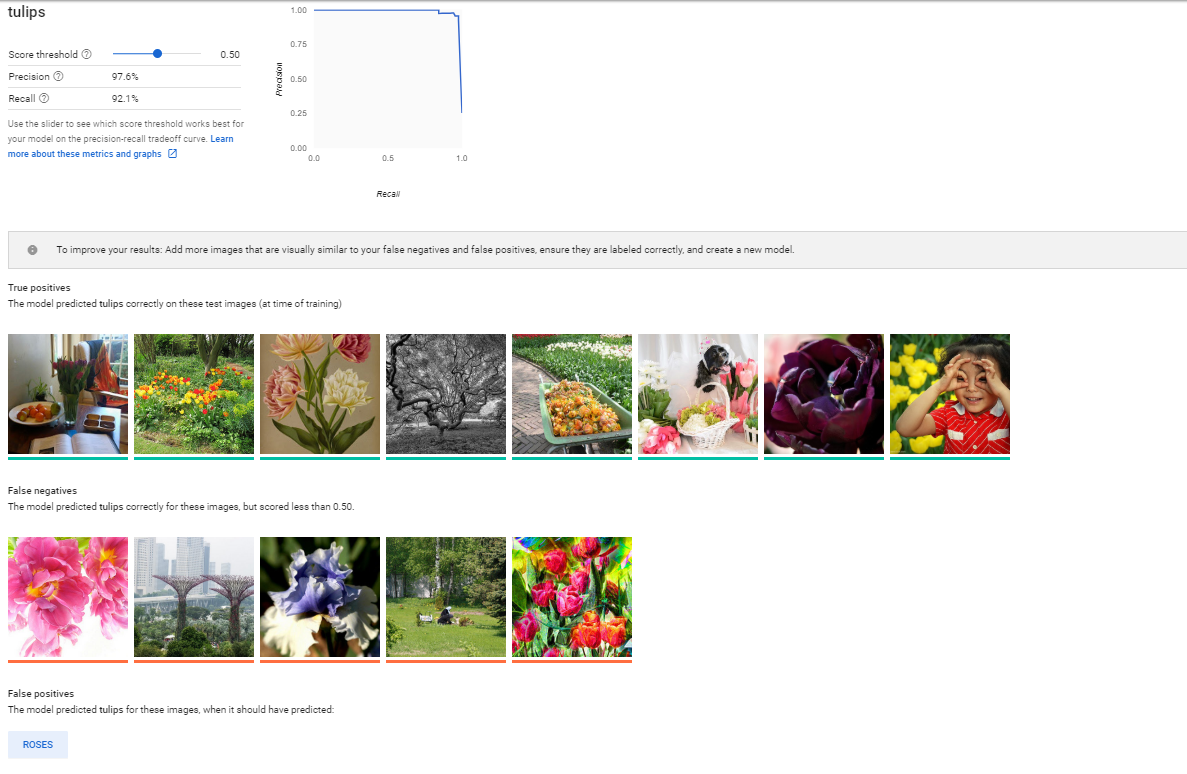 tulips
Score threshold
0.50
Precision
97.6%
Recall
92.1%
Use the slider to see which score threshold works best for
your model on the precision-recall tradeoff curve. Learn
more about these metrics and graphs
1.00
0.75
0.50
0.25
0.00
Precision
0.0
0.5
1.0
Recall
To improve your results: Add more images that are visually similar to your false negatives and false positives, ensure they are labeled correctly, and create a new model.
True positives
The model predicted tulips correctly on these test images (at time of training)
False negatives
The model predicted tulips correctly for these images, but scored less than 0.50.
False positives
The model predicted tulips for these images, when it should have predicted:
ROSES